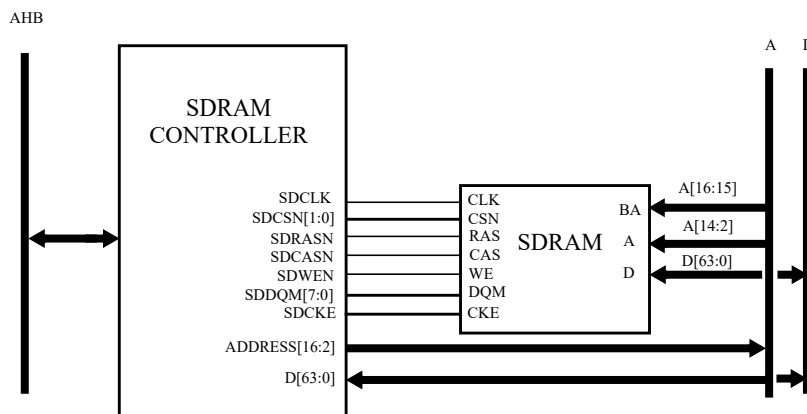 AHB
A
SDRAM
CONTROLLER
SDCLK
SDCSN[1:0]
SDRASN
SDCASN
SDWEN
SDDQM[7:0]
SDCKE
ADDRESS[16:2]
D[63:0]
CLK
CSN
RAS
CAS
WE
DQM
CKE
SDRAM
BA
A
D
A[16:15]
A[14:2]
D[63:0]